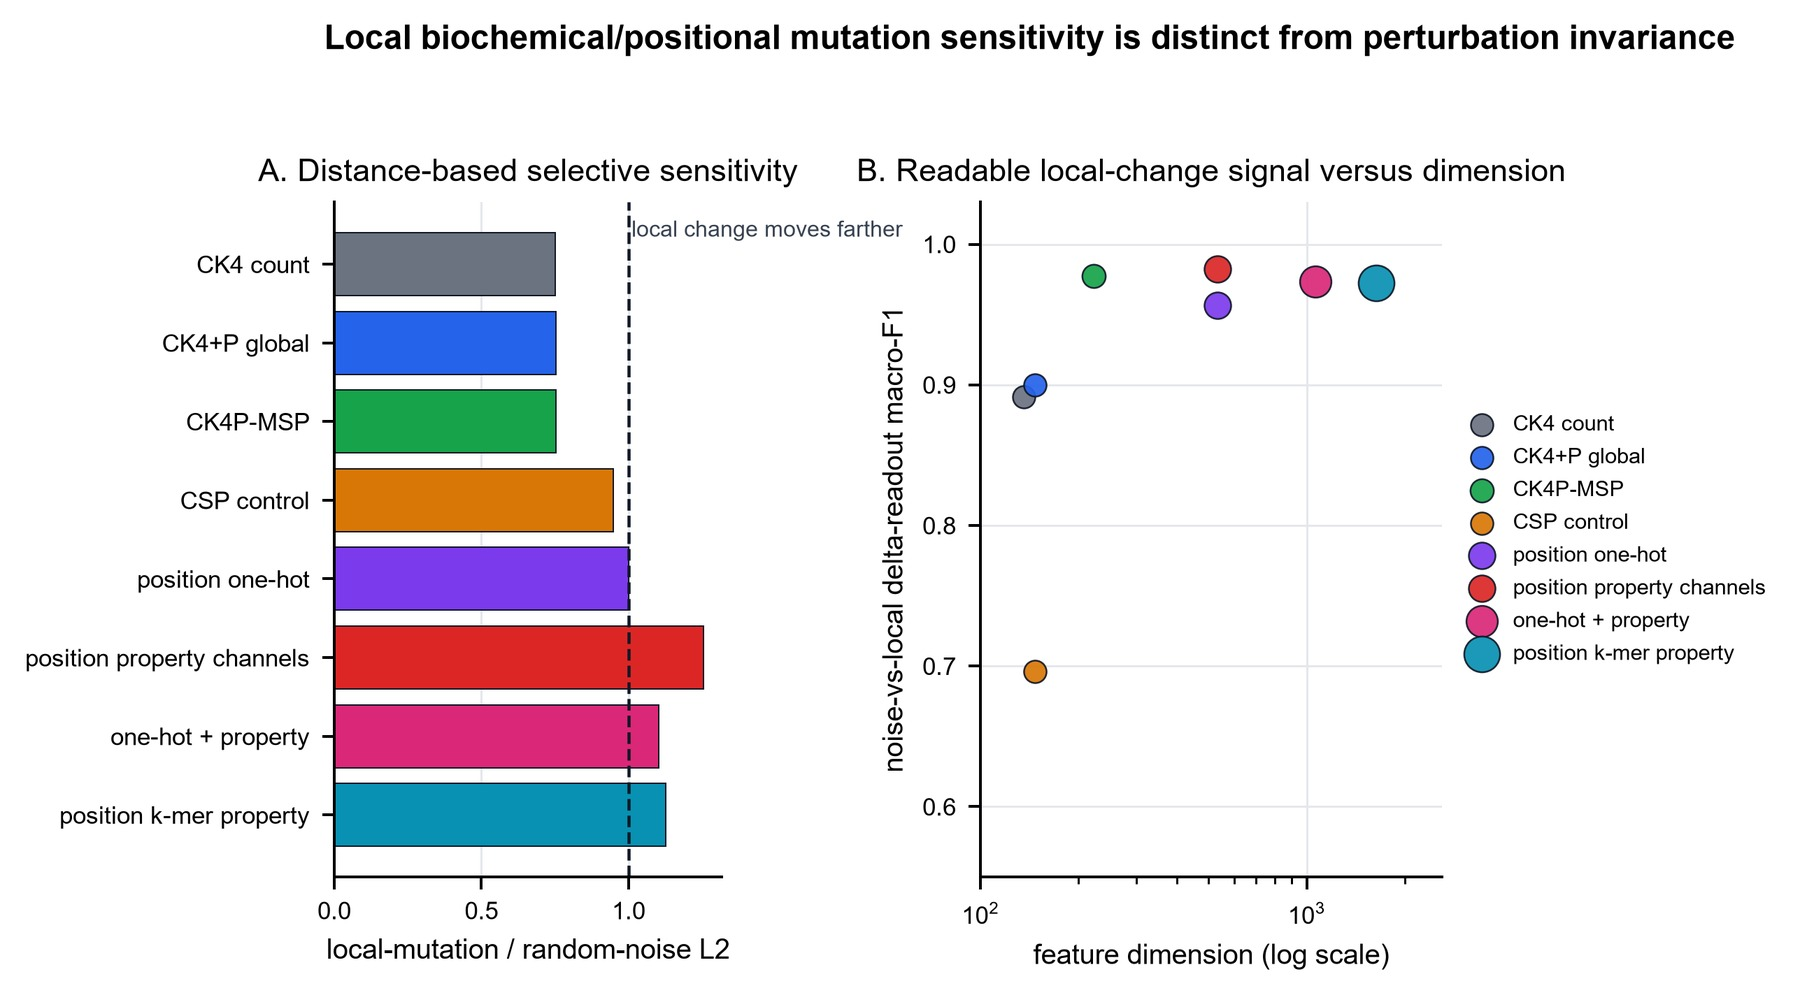 Local biochemical/positional mutation sensitivity is distinct from perturbation invariance
A. Distance-based selective sensitivity
local change moves farther
CK4 count
CK4+P global
CK4P-MSP
CSP control
position one-hot
position property channels
one-hot + property
position k-mer property
0.0 0.5 1.0
local-mutation / random-noise L2
B. Readable local-change signal versus dimension
noise-vs-local delta-readout macro-F1
1.0
0.9
0.8
0.7
0.6
10² 10³
feature dimension (log scale)
CK4 count
CK4+P global
CK4P-MSP
CSP control
position one-hot
position property channels
one-hot + property
position k-mer property